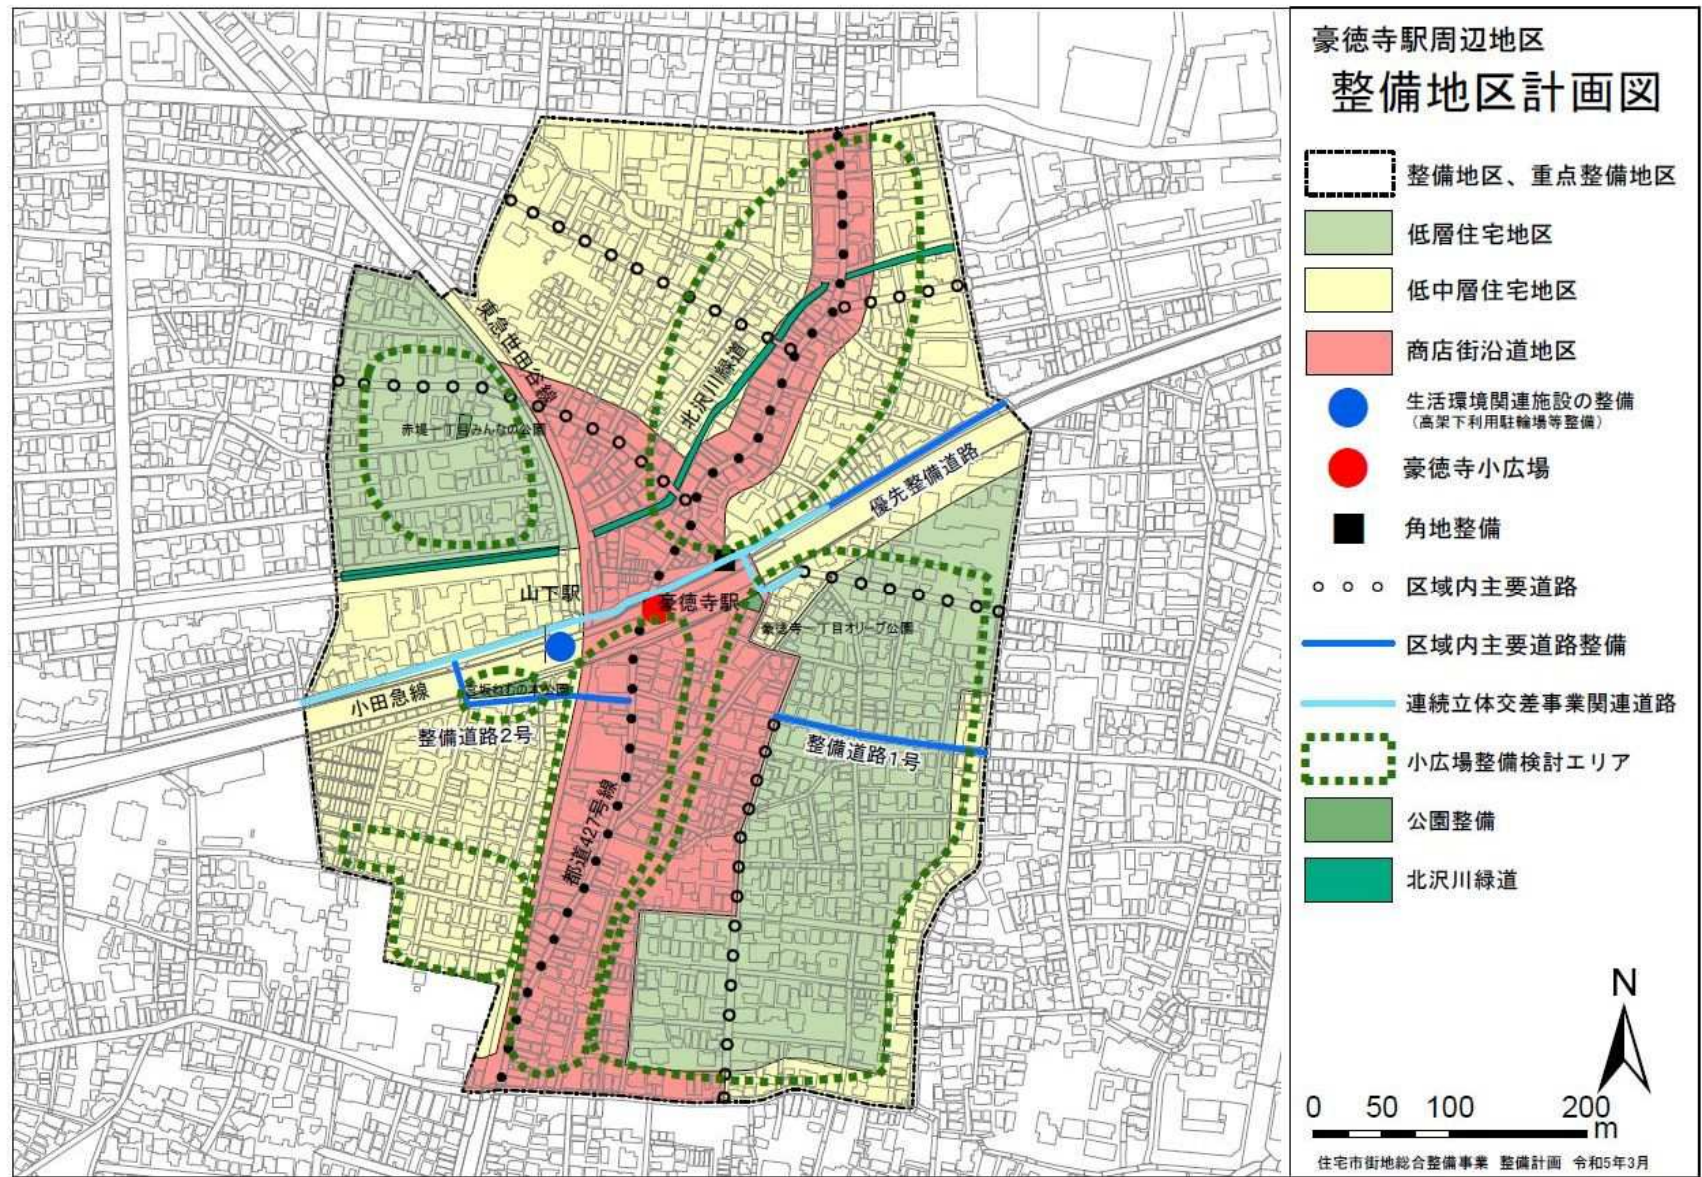 豪徳寺駅周辺地区
整備地区計画図
整備地区、重点整備地区
低層住宅地区
低中層住宅地区
商店街沿道地区
生活環境関連施設の整備
（高架下利用駐輪場等整備）
豪徳寺小広場
角地整備
区域内主要道路
区域内主要道路整備
連続立体交差事業関連道路
小広場整備検討エリア
公園整備
北沢川緑道
N
0 50 100 200
m
住宅市街地総合整備事業 整備計画 令和5年3月
東急世田谷線
北沢川緑道
赤堤一丁目みんなの公園
優先整備道路
山下駅
豪徳寺駅
豪徳寺一丁目オリーブ公園
宮坂ねむの木公園
小田急線
整備道路2号
整備道路1号
都道427号線